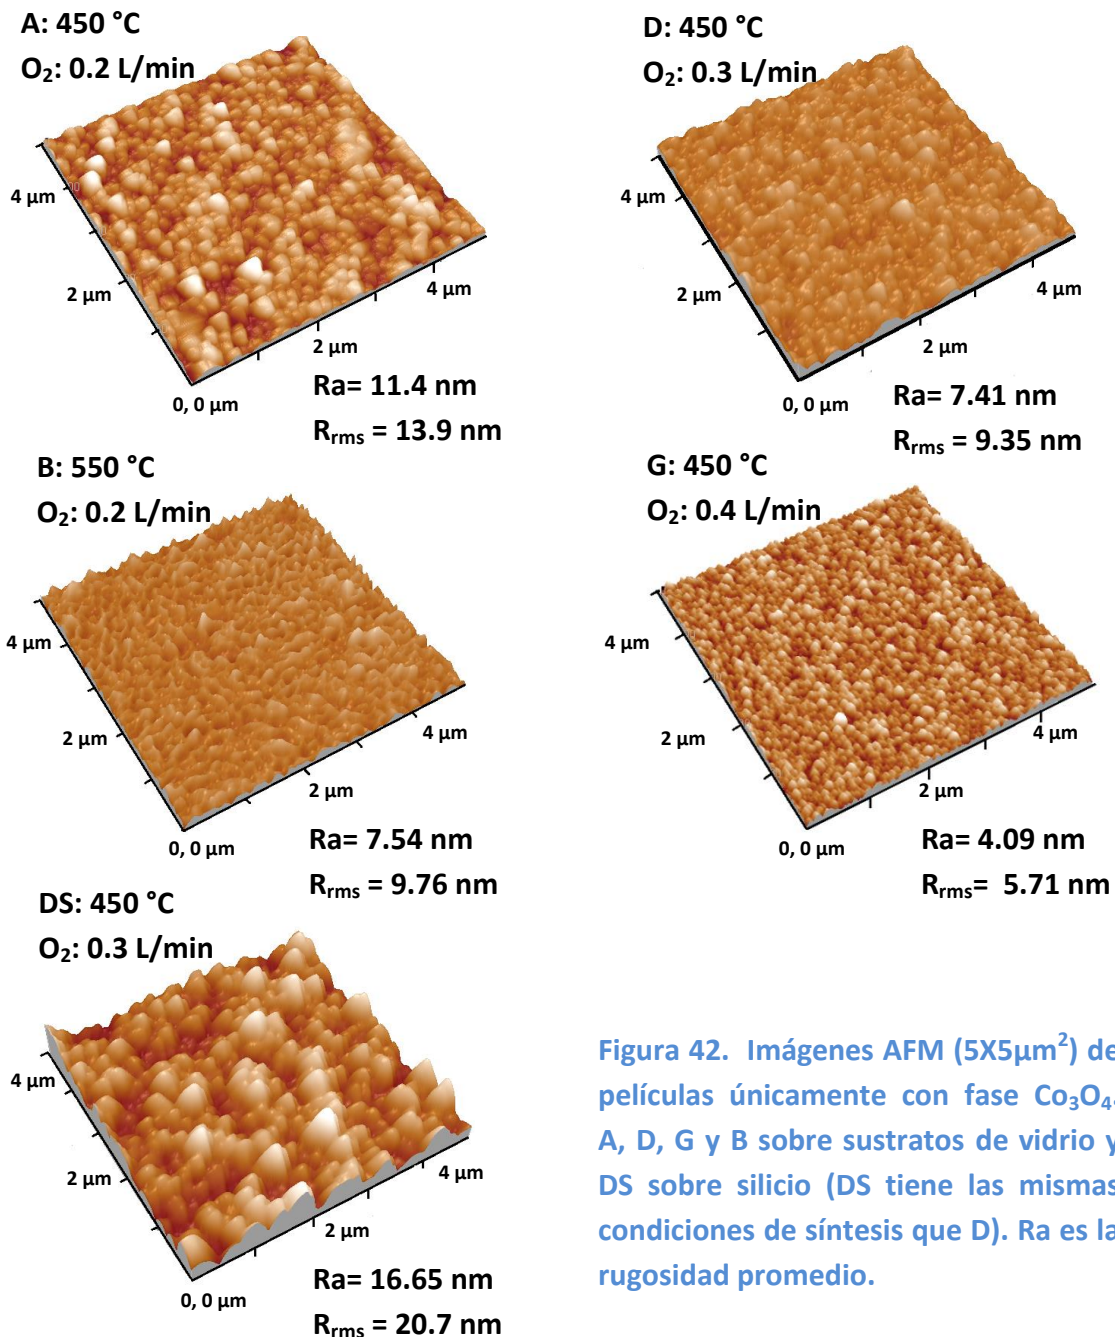 A: 450 °C
O₂: 0.2 L/min
4 µm
2 µm
0, 0 µm
2 µm
4 µm
Ra= 11.4 nm
Rrms = 13.9 nm
D: 450 °C
O₂: 0.3 L/min
4 µm
2 µm
0, 0 µm
2 µm
4 µm
Ra= 7.41 nm
Rrms = 9.35 nm
B: 550 °C
O₂: 0.2 L/min
4 µm
2 µm
0, 0 µm
2 µm
4 µm
Ra= 7.54 nm
Rrms = 9.76 nm
G: 450 °C
O₂: 0.4 L/min
4 µm
2 µm
0, 0 µm
2 µm
4 µm
Ra= 4.09 nm
Rrms= 5.71 nm
DS: 450 °C
O₂: 0.3 L/min
4 µm
2 µm
0, 0 µm
2 µm
4 µm
Ra= 16.65 nm
Rrms = 20.7 nm
Figura 42. Imágenes AFM (5X5µm²) de
películas únicamente con fase Co₃O₄.
A, D, G y B sobre sustratos de vidrio y
DS sobre silicio (DS tiene las mismas
condiciones de síntesis que D). Ra es la
rugosidad promedio.